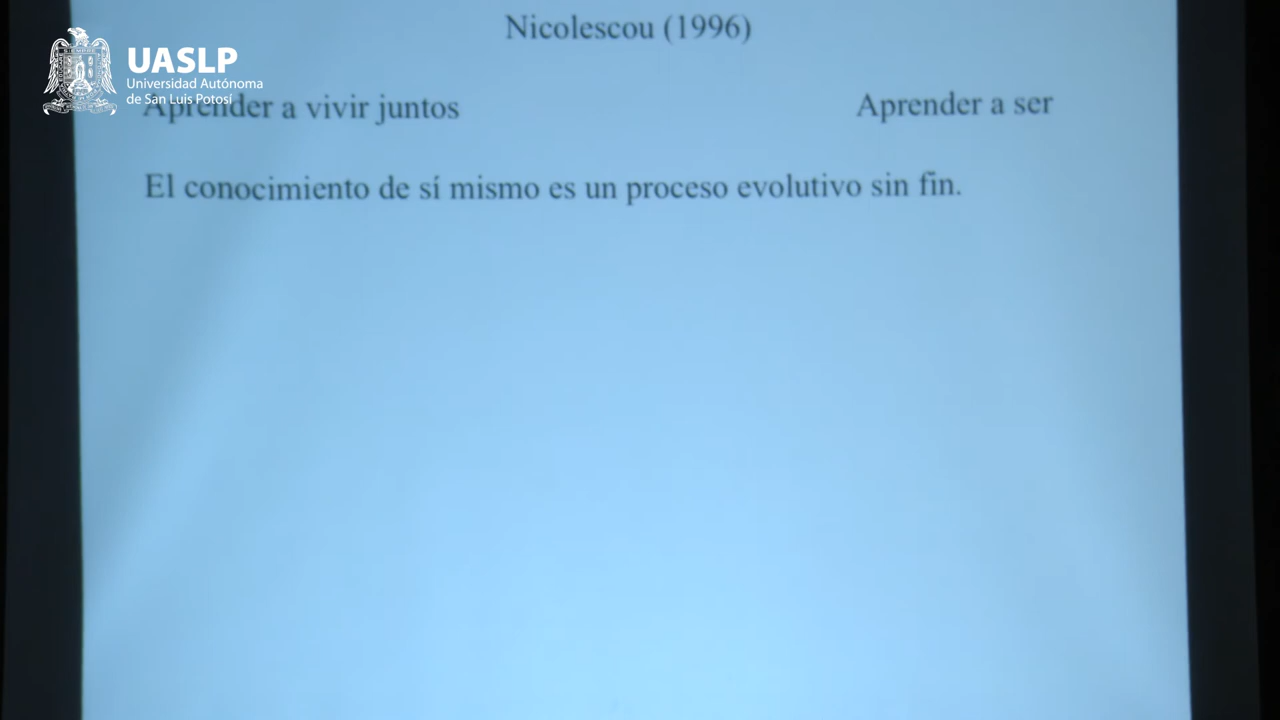 Nicolescou (1996)
UASLP
Universidad Autónoma
de San Luis Potosí
Aprender a vivir juntos Aprender a ser
El conocimiento de sí mismo es un proceso evolutivo sin fin.